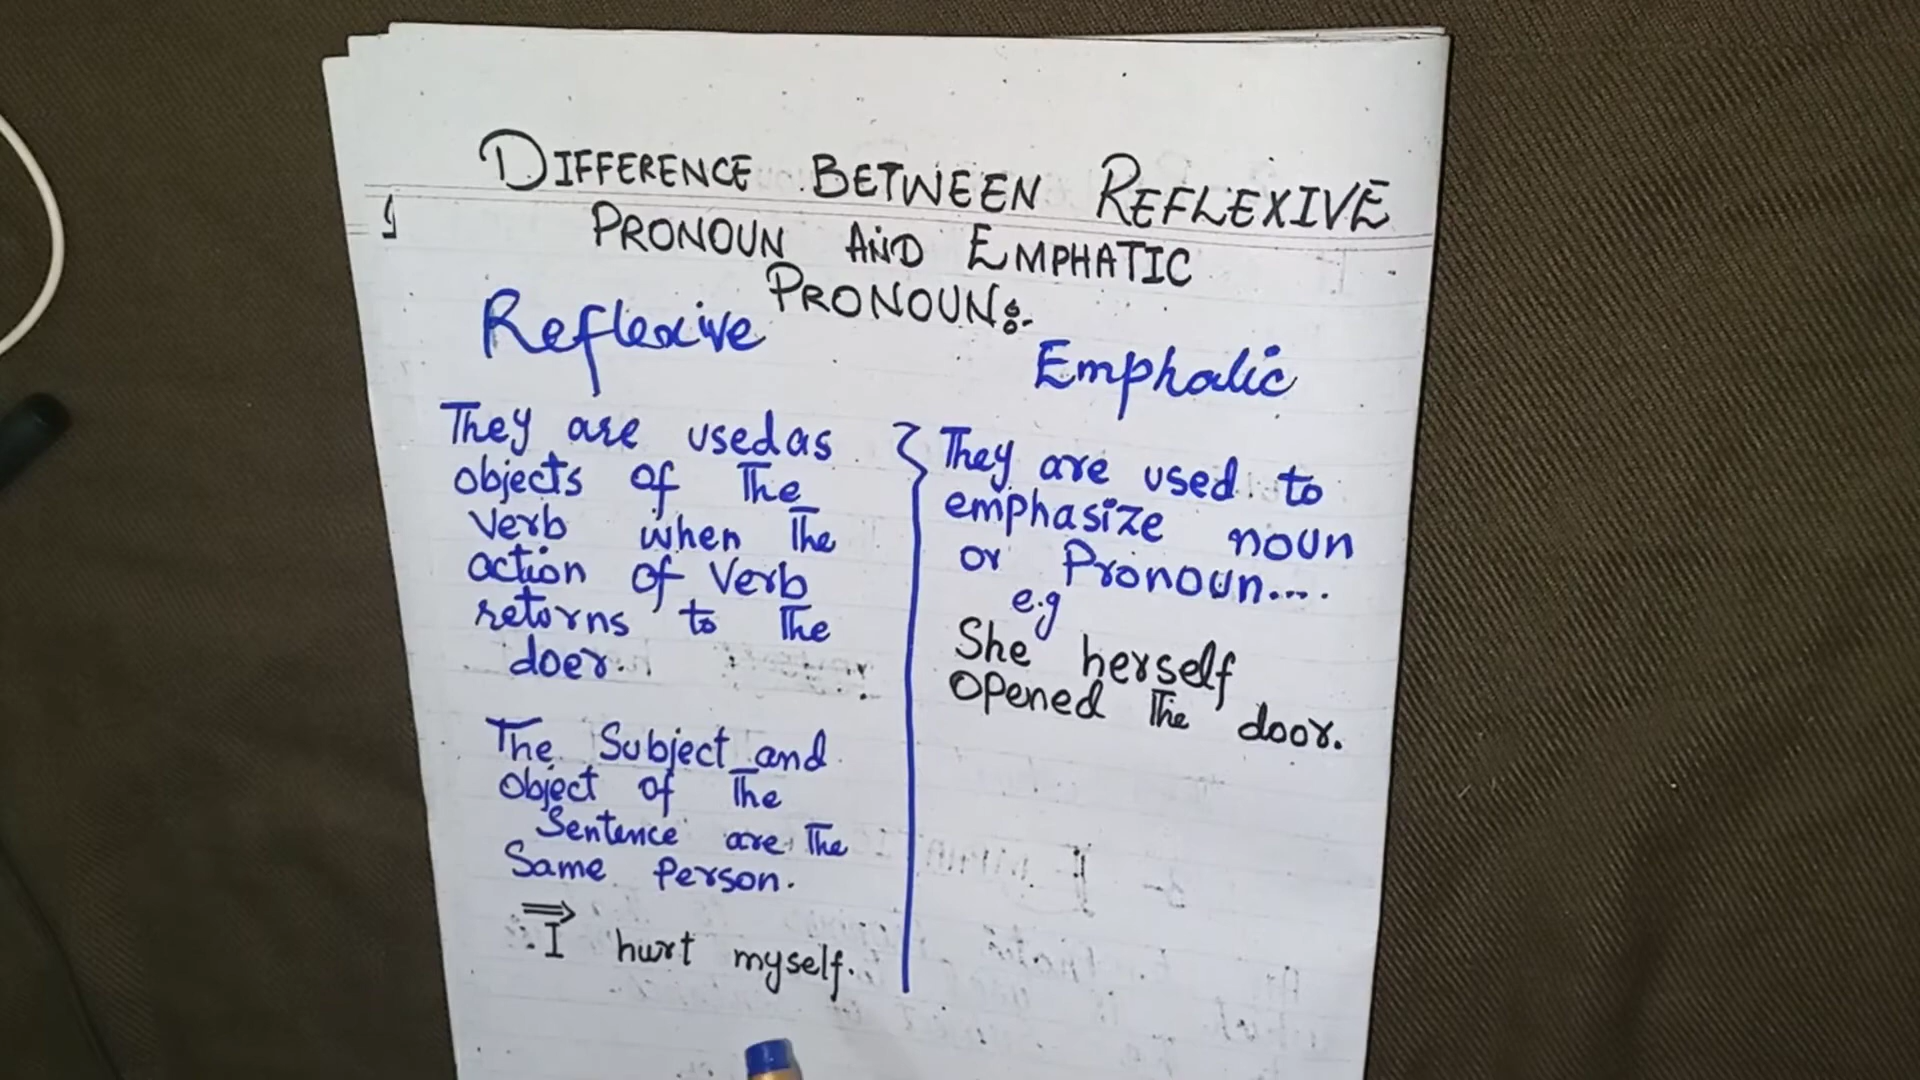 DIFFERENCE BETWEEN REFLEXIVE
PRONOUN AND EMPHATIC
PRONOUN:-
Reflexive
They are used as
objects of the
Verb when the
action of Verb
returns to the
doer.
The Subject and
object of the
Sentence are the
Same Person.
⇒
I hurt myself.
Emphatic
They are used to
emphasize noun
or Pronoun....
e.g
She herself
opened the door.